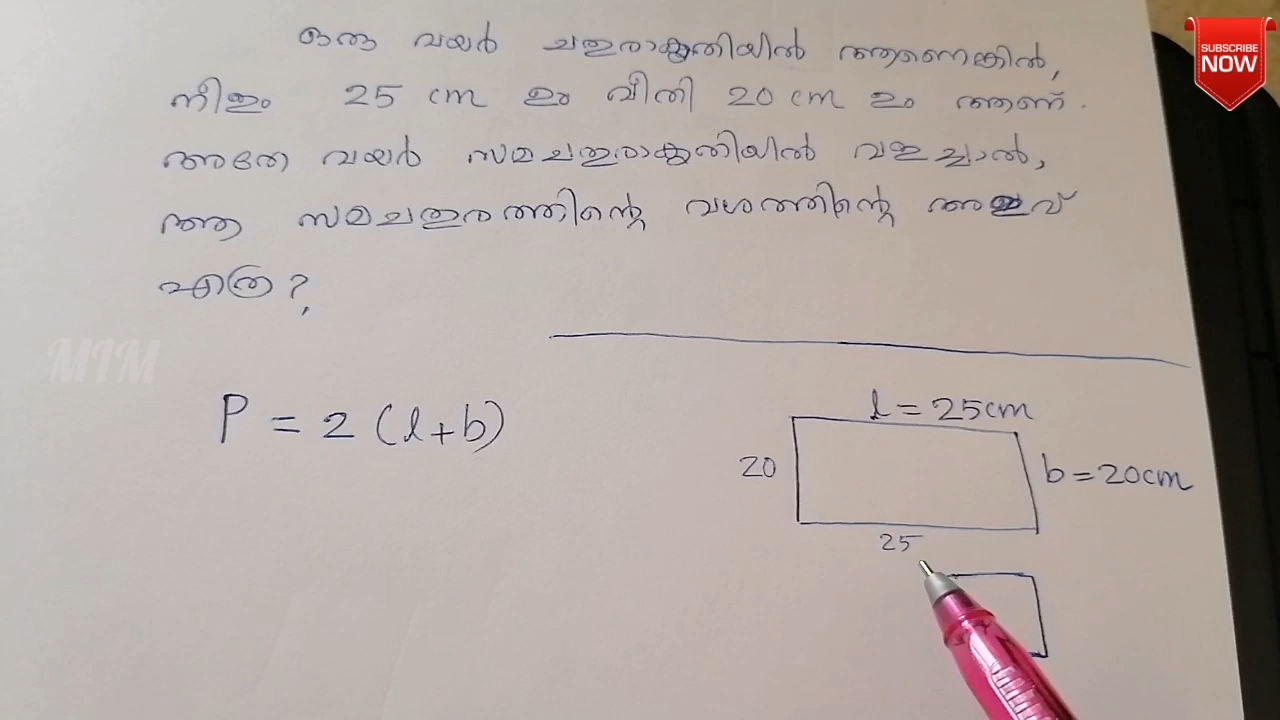 SUBSCRIBE
NOW
ഒരു വയർ ചതുരാകൃതിയിൽ ആണെങ്കിൽ,
നീളം 25 cm ഉം വീതി 20 cm ഉം ആണ്.
അതേ വയർ സമചതുരാകൃതിയിൽ വളച്ചാൽ,
ആ സമചതുരത്തിന്റെ വശത്തിന്റെ അളവ്
എത്ര?
MIM
P = 2 (l+b)
l = 25cm
20
b = 20cm
25